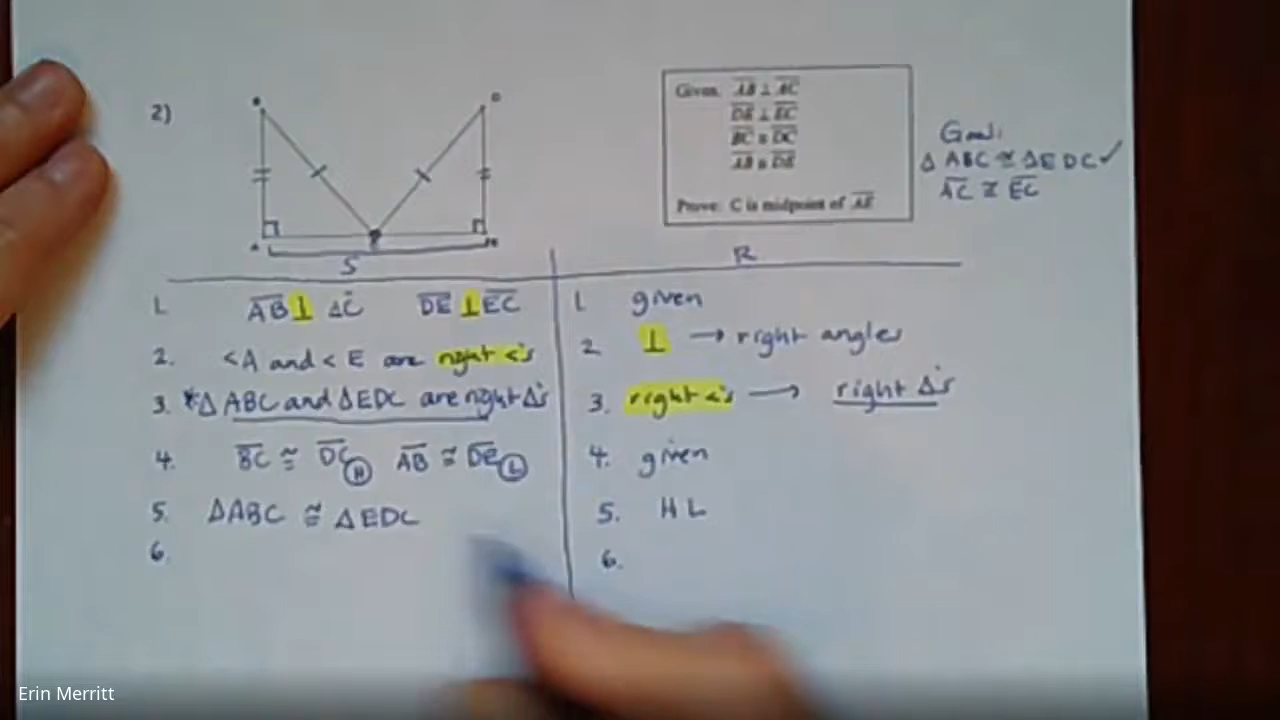 2)
Given: AB ⊥ AC
DE ⊥ EC
BC ≅ DC
AB ≅ DE
Prove: C is midpoint of AE
Goal:
△ ABC ≅ △EDC ✓
AC ≅ EC
S R
1. AB ⊥ AC DE ⊥ EC 1. given
2. <A and <E are right <'s 2. ⊥ → right angles
3. *△ ABC and △EDC are right △'s 3. right <'s → right △'s
4. BC ≅ DC H AB ≅ DE L 4. given
5. △ABC ≅ △EDC 5. HL
6. 6.
Erin Merritt